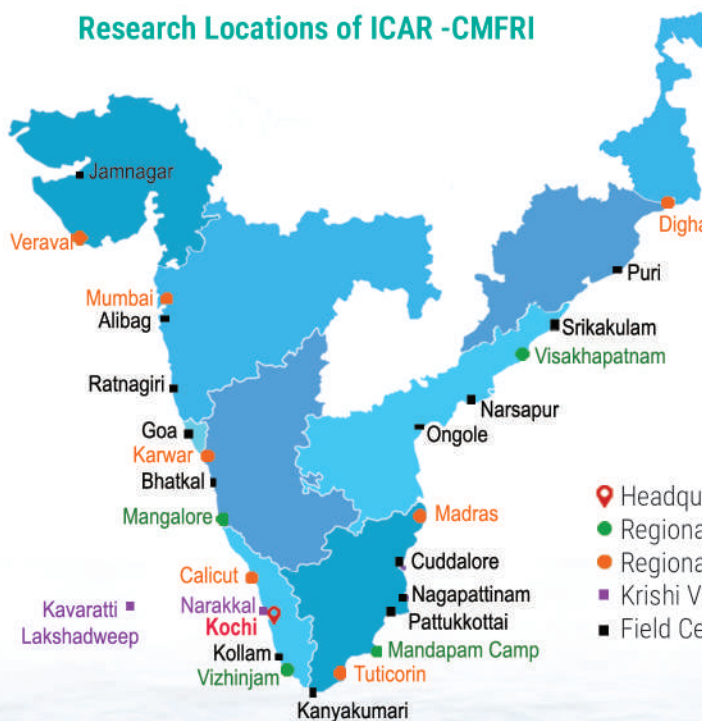 Research Locations of ICAR -CMFRI
Jamnagar
Veraval
Digha
Puri
Mumbai
Alibag
Srikakulam
Visakhapatnam
Ratnagiri
Narsapur
Goa
Ongole
Karwar
Bhatkal
Mangalore
Madras
Calicut
Cuddalore
Kavaratti
Lakshadweep
Narakkal
Kochi
Nagapattinam
Pattukkottai
Kollam
Mandapam Camp
Vizhinjam
Tuticorin
Kanyakumari
Headqu
Regiona
Regiona
Krishi V
Field Ce